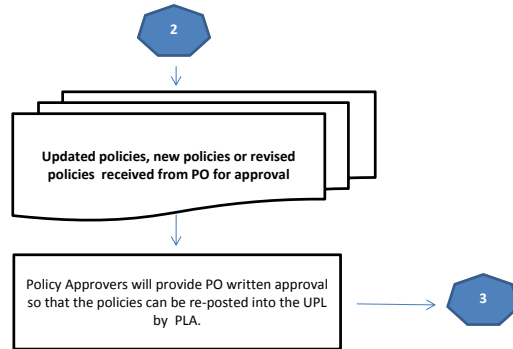 2
Updated policies, new policies or revised
policies  received from PO for approval
Policy Approvers will provide PO written approval
so that the policies can be re-posted into the UPL
by  PLA.
3